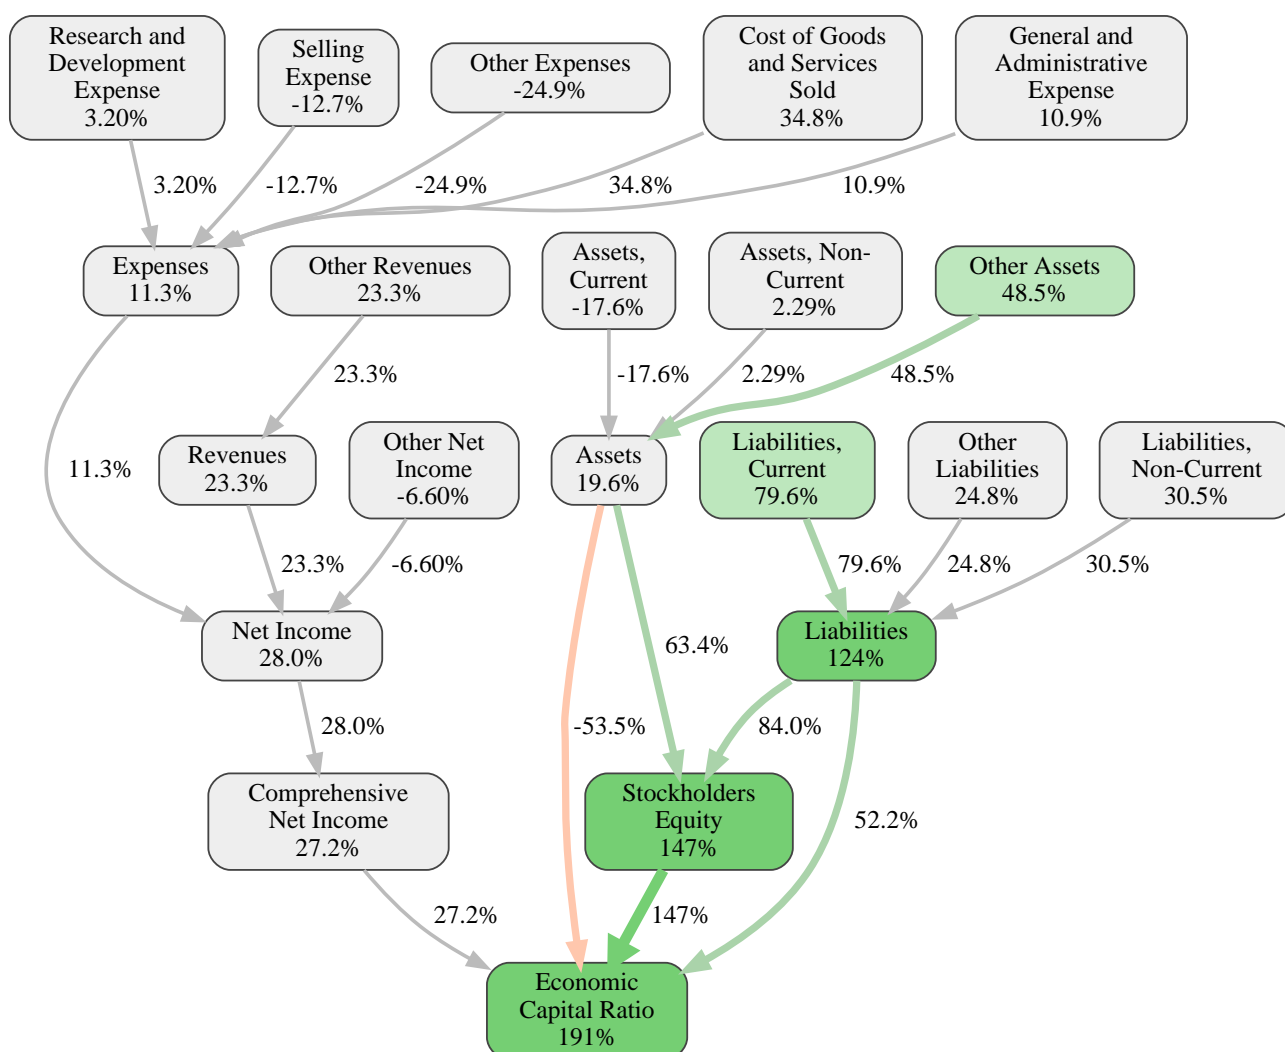 Research and
Development
Expense
3.20%
Selling
Expense
-12.7%
Other Expenses
-24.9%
Cost of Goods
and Services
Sold
34.8%
General and
Administrative
Expense
10.9%
3.20%
-12.7%
-24.9%
34.8%
10.9%
Expenses
11.3%
Other Revenues
23.3%
Assets,
Current
-17.6%
Assets, Non-
Current
2.29%
Other Assets
48.5%
23.3%
-17.6%
2.29%
48.5%
11.3%
Revenues
23.3%
Other Net
Income
-6.60%
Assets
19.6%
Liabilities,
Current
79.6%
Other
Liabilities
24.8%
Liabilities,
Non-Current
30.5%
23.3%
-6.60%
79.6%
24.8%
30.5%
Net Income
28.0%
63.4%
Liabilities
124%
28.0%
-53.5%
84.0%
Comprehensive
Net Income
27.2%
Stockholders
Equity
147%
52.2%
27.2%
147%
Economic
Capital Ratio
191%